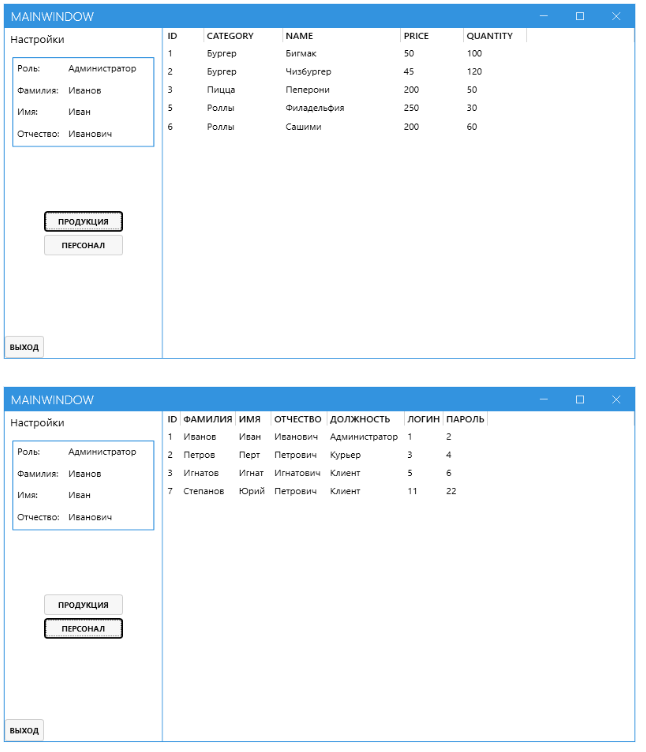 MAINWINDOW
Настройки
Роль: Администратор
Фамилия: Иванов
Имя: Иван
Отчество: Иванович
ПРОДУКЦИЯ
ПЕРСОНАЛ
ВЫХОД
ID CATEGORY NAME PRICE QUANTITY
1 Бургер Бигмак 50 100
2 Бургер Чизбургер 45 120
3 Пицца Пеперони 200 50
5 Роллы Филадельфия 250 30
6 Роллы Сашими 200 60
MAINWINDOW
Настройки
Роль: Администратор
Фамилия: Иванов
Имя: Иван
Отчество: Иванович
ПРОДУКЦИЯ
ПЕРСОНАЛ
ВЫХОД
ID ФАМИЛИЯ ИМЯ ОТЧЕСТВО ДОЛЖНОСТЬ ЛОГИН ПАРОЛЬ
1 Иванов Иван Иванович Администратор 1 2
2 Петров Перт Петрович Курьер 3 4
3 Игнатов Игнат Игнатович Клиент 5 6
7 Степанов Юрий Петрович Клиент 11 22